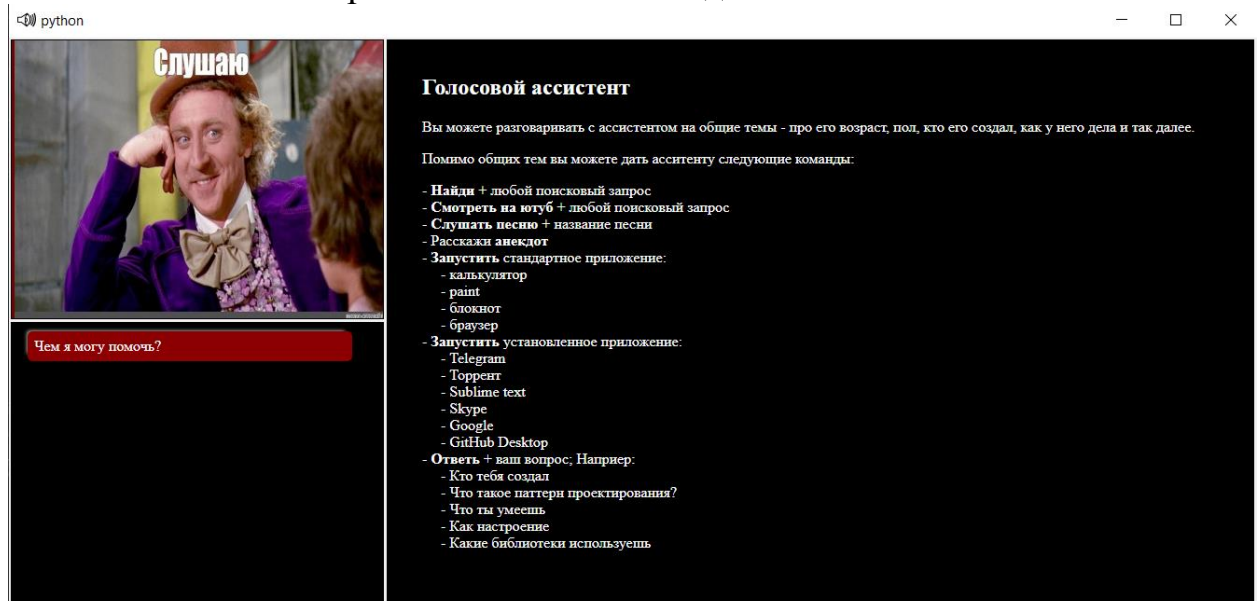 python
Слушаю
Чем я могу помочь?
Голосовой ассистент
Вы можете разговаривать с ассистентом на общие темы - про его возраст, пол, кто его создал, как у него дела и так далее.
Помимо общих тем вы можете дать асситенту следующие команды:
- Найди + любой поисковый запрос
- Смотреть на ютуб + любой поисковый запрос
- Слушать песню + название песни
- Расскажи анекдот
- Запустить стандартное приложение:
- калькулятор
- paint
- блокнот
- браузер
- Запустить установленное приложение:
- Telegram
- Торрент
- Sublime text
- Skype
- Google
- GitHub Desktop
- Ответь + ваш вопрос; Наприер:
- Кто тебя создал
- Что такое паттерн проектирования?
- Что ты умеешь
- Как настроение
- Какие библиотеки используешь